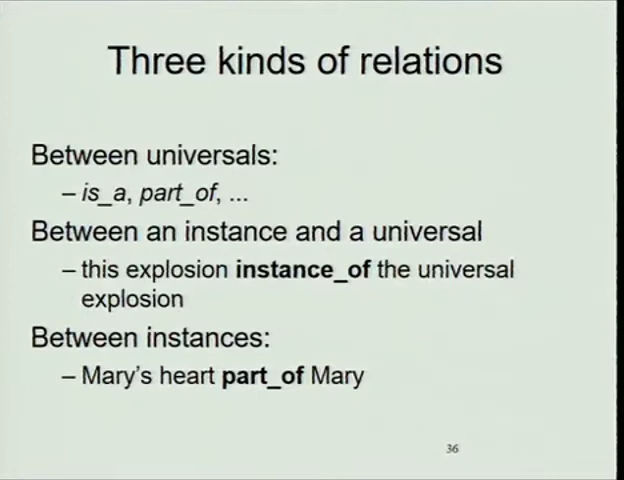 Three kinds of relations
Between universals:
– is_a, part_of, ...
Between an instance and a universal
– this explosion instance_of the universal
explosion
Between instances:
– Mary's heart part_of Mary
36